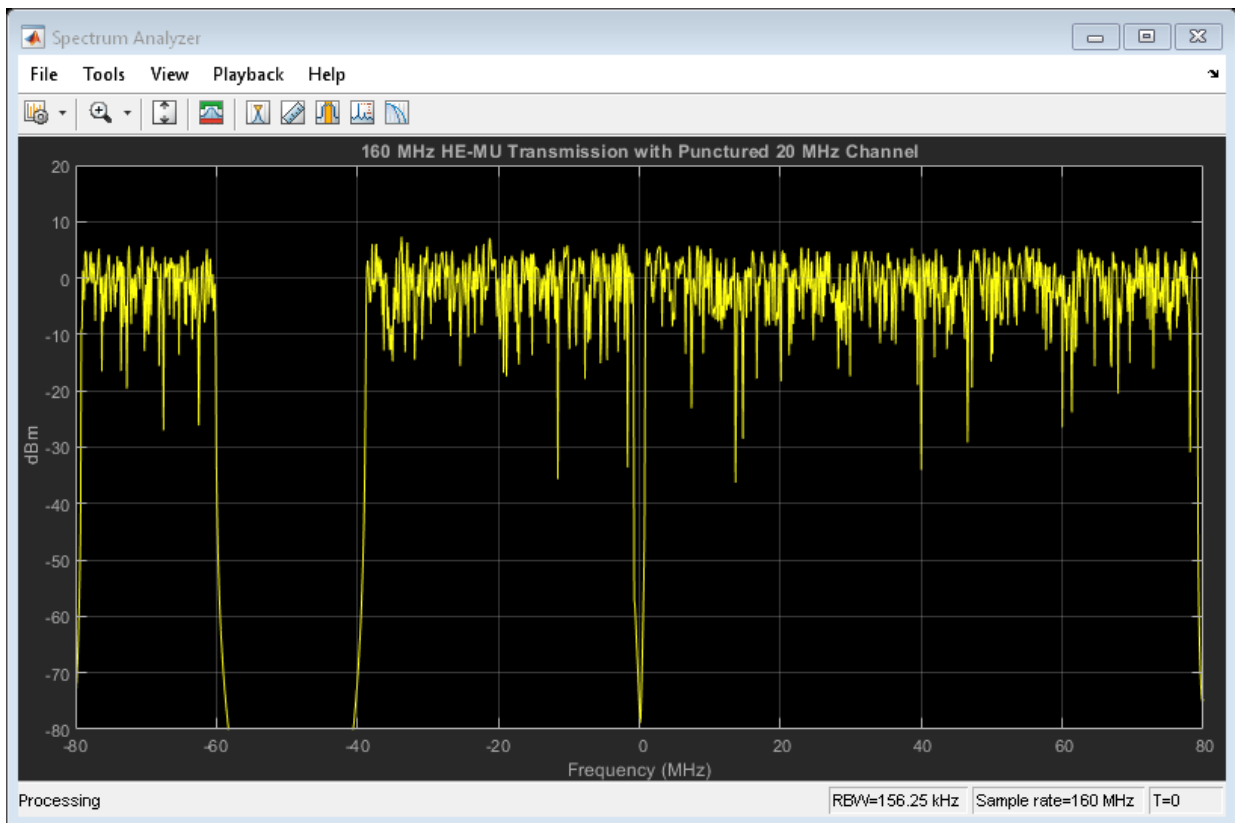 Spectrum Analyzer
File Tools View Playback Help
160 MHz HE-MU Transmission with Punctured 20 MHz Channel
20
10
0
-10
-20
-30
-40
-50
-60
-70
-80
dBm
-80 -60 -40 -20 0 20 40 60 80
Frequency (MHz)
Processing RBW=156.25 kHz Sample rate=160 MHz T=0